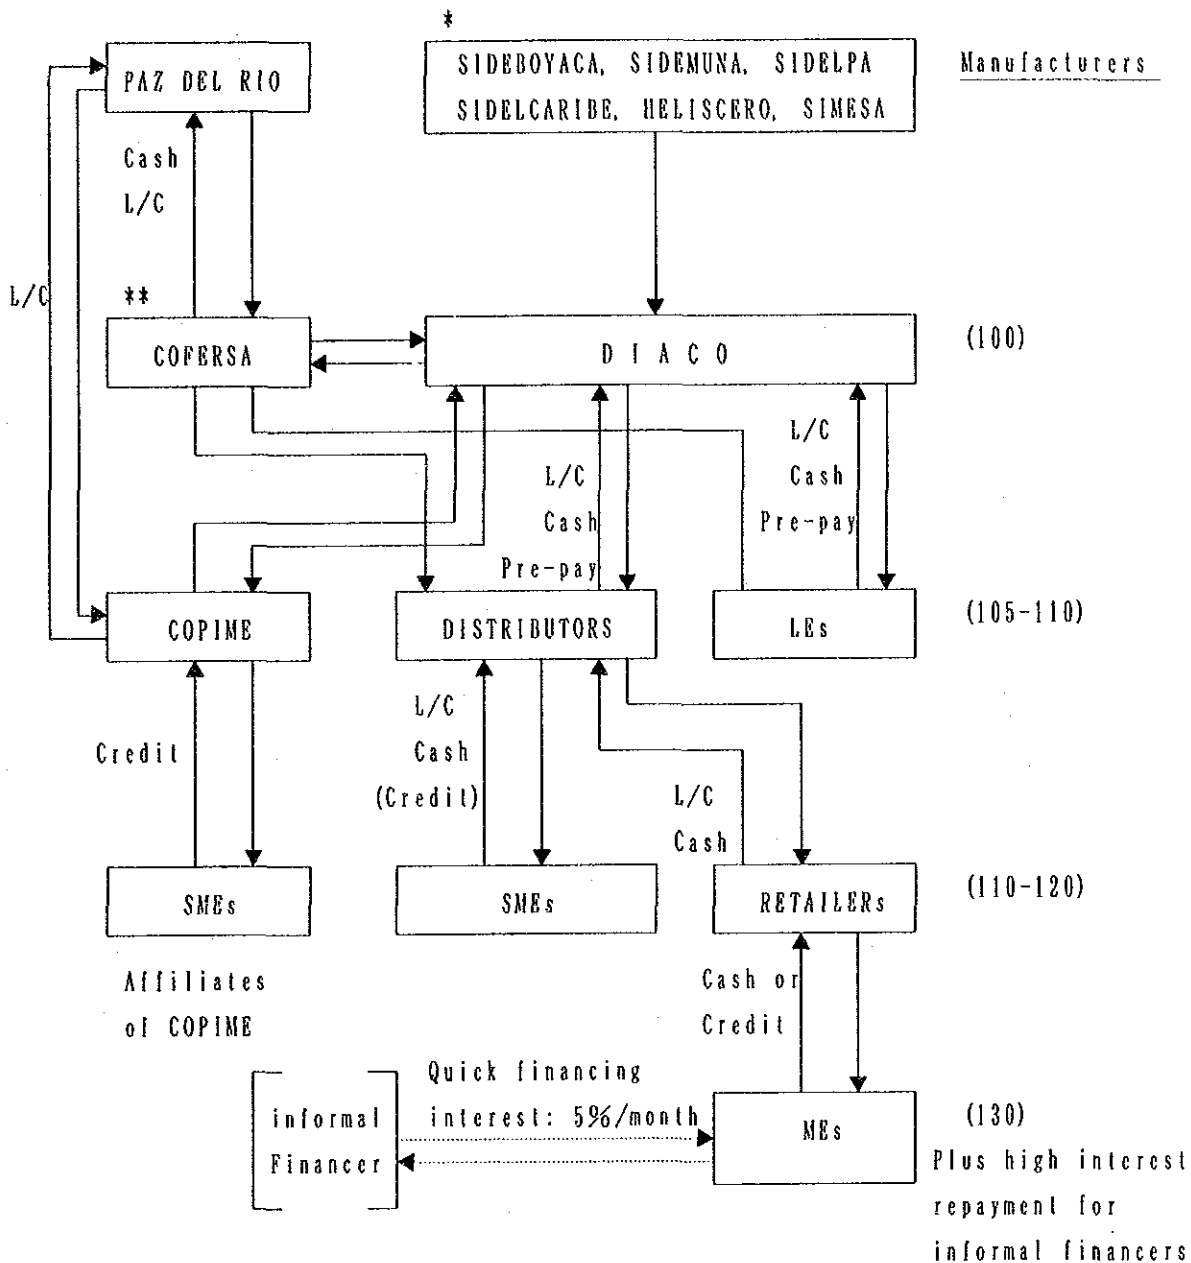 *
PAZ DEL RIO
SIDEBOYACA, SIDEMUNA, SIDELPA
SIDELCARIBE, HELISCERO, SIMESA
Manufacturers
Cash
L/C
L/C
**
COFERSA
D I A C O
(100)
L/C
Cash
Pre-pay
L/C
Cash
Pre-pay
COPIME
DISTRIBUTORS
LEs
(105-110)
Credit
L/C
Cash
(Credit)
L/C
Cash
SMEs
SMEs
RETAILERs
(110-120)
Affiliates
of COPIME
Cash or
Credit
informal
Financer
Quick financing
interest: 5%/month
MEs
(130)
Plus high interest
repayment for
informal financers